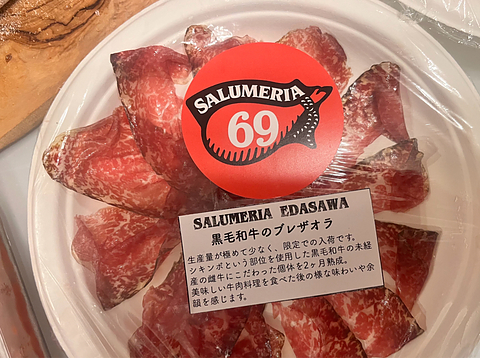 SALUMERIA
69
SALUMERIA EDASAWA
黒毛和牛のブレザオラ
生産量が極めて少なく、限定での入荷です。
シキンボという部位を使用した黒毛和牛の未経
産の雌牛にこだわった個体を2ヶ月熟成。
美味しい牛肉料理を食べた後の様な味わいや余
韻を感じます。